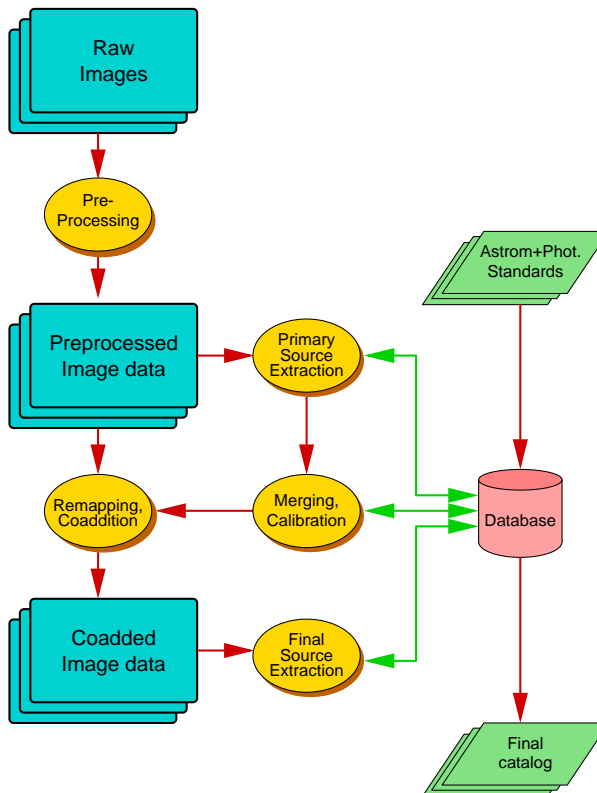 Raw
Images
Pre-
Processing
Astrom+Phot.
Standards
Preprocessed
Image data
Primary
Source
Extraction
Remapping,
Coaddition
Merging,
Calibration
Database
Coadded
Image data
Final
Source
Extraction
Final
catalog